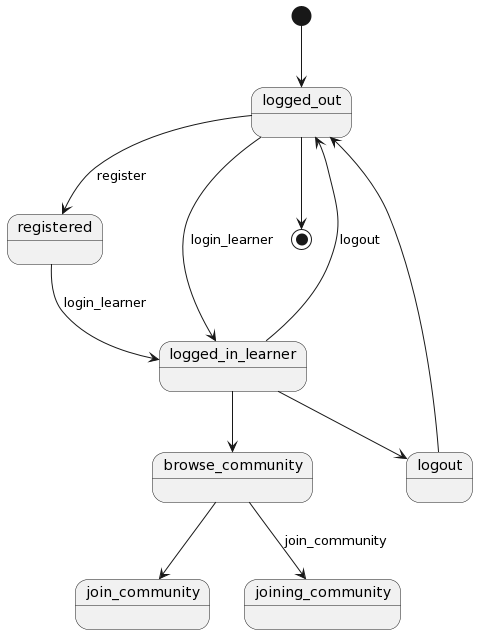 logged_out
register
registered
login_learner
logout
login_learner
logged_in_learner
browse_community
logout
join_community
join_community
joining_community